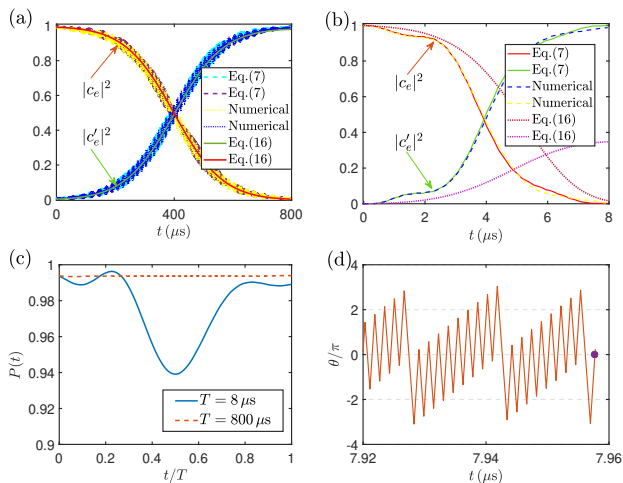 (a)
1
0.8
0.6
0.4
0.2
0
|c_e|^2
|c'_e|^2
Eq.(7)
Eq.(7)
Numerical
Numerical
Eq.(16)
Eq.(16)
0 400 800
t (μs)
(b)
1
0.8
0.6
0.4
0.2
0
|c_e|^2
|c'_e|^2
Eq.(7)
Eq.(7)
Numerical
Numerical
Eq.(16)
Eq.(16)
0 2 4 6 8
t (μs)
(c)
P(t)
1
0.98
0.96
0.94
0.92
0.9
T = 8 μs
T = 800 μs
0 0.2 0.4 0.6 0.8 1
t/T
(d)
θ/π
4
2
0
-2
-4
7.92 7.94 7.96
t (μs)